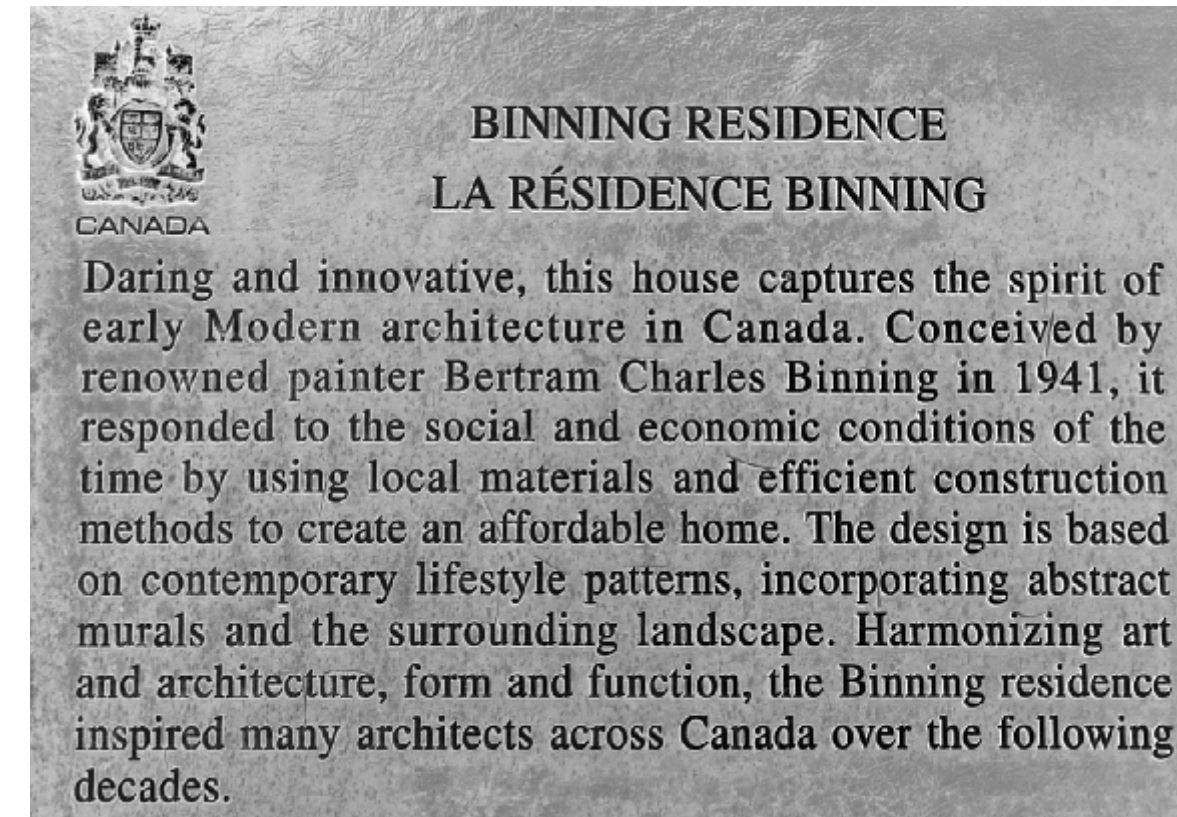 BINNING RESIDENCE
LA RÉSIDENCE BINNING
CANADA
Daring and innovative, this house captures the spirit of
early Modern architecture in Canada. Conceived by
renowned painter Bertram Charles Binning in 1941, it
responded to the social and economic conditions of the
time by using local materials and efficient construction
methods to create an affordable home. The design is based
on contemporary lifestyle patterns, incorporating abstract
murals and the surrounding landscape. Harmonizing art
and architecture, form and function, the Binning residence
inspired many architects across Canada over the following
decades.